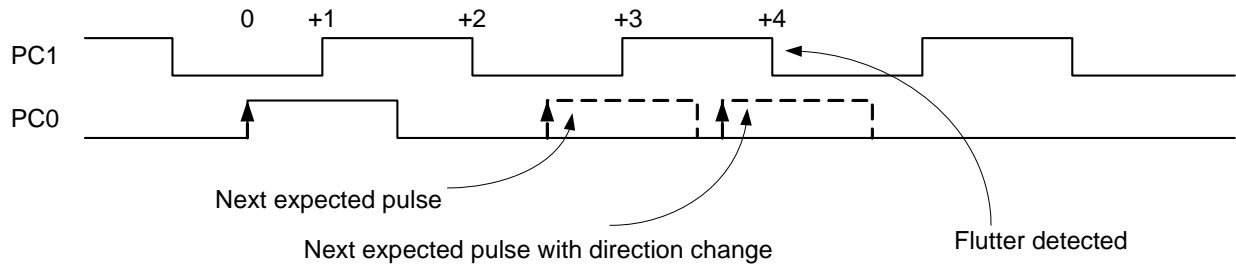 0 +1 +2 +3 +4
PC1
PC0
Next expected pulse
Next expected pulse with direction change
Flutter detected